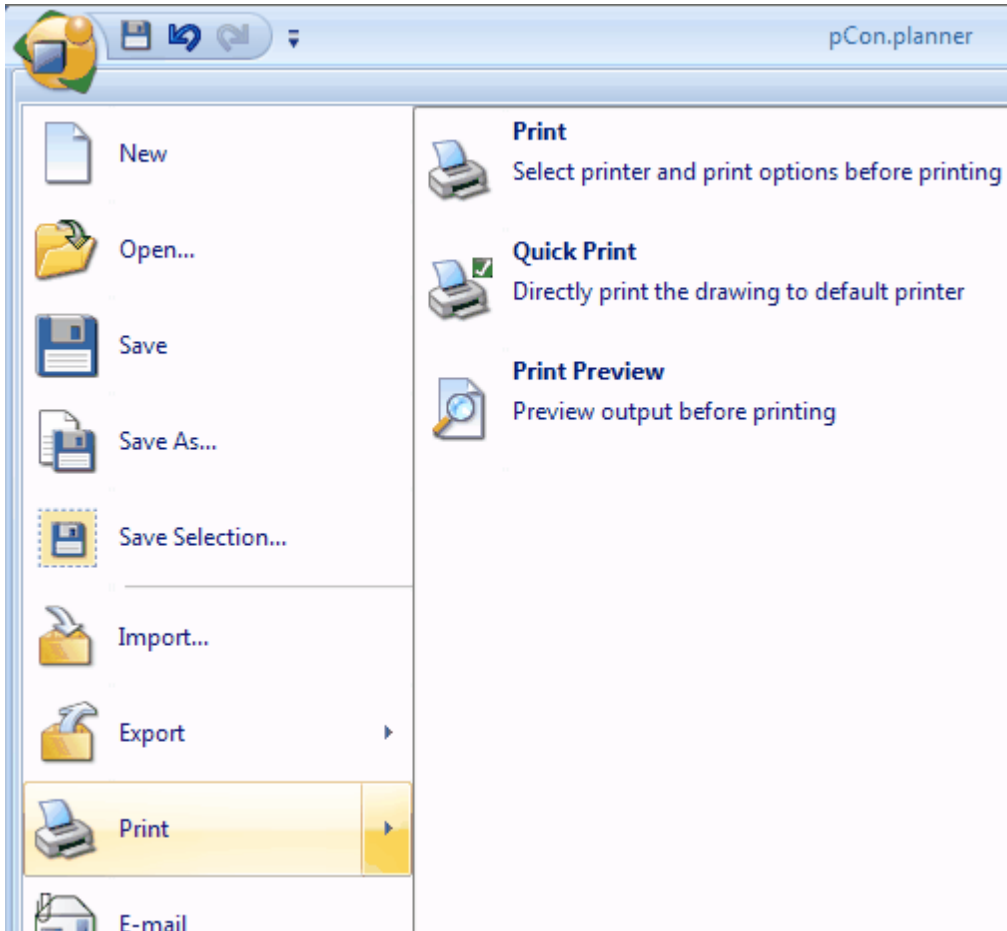 pCon.planner
New
Open...
Save
Save As...
Save Selection...
Import...
Export
Print
E-mail
Print
Select printer and print options before printing
Quick Print
Directly print the drawing to default printer
Print Preview
Preview output before printing